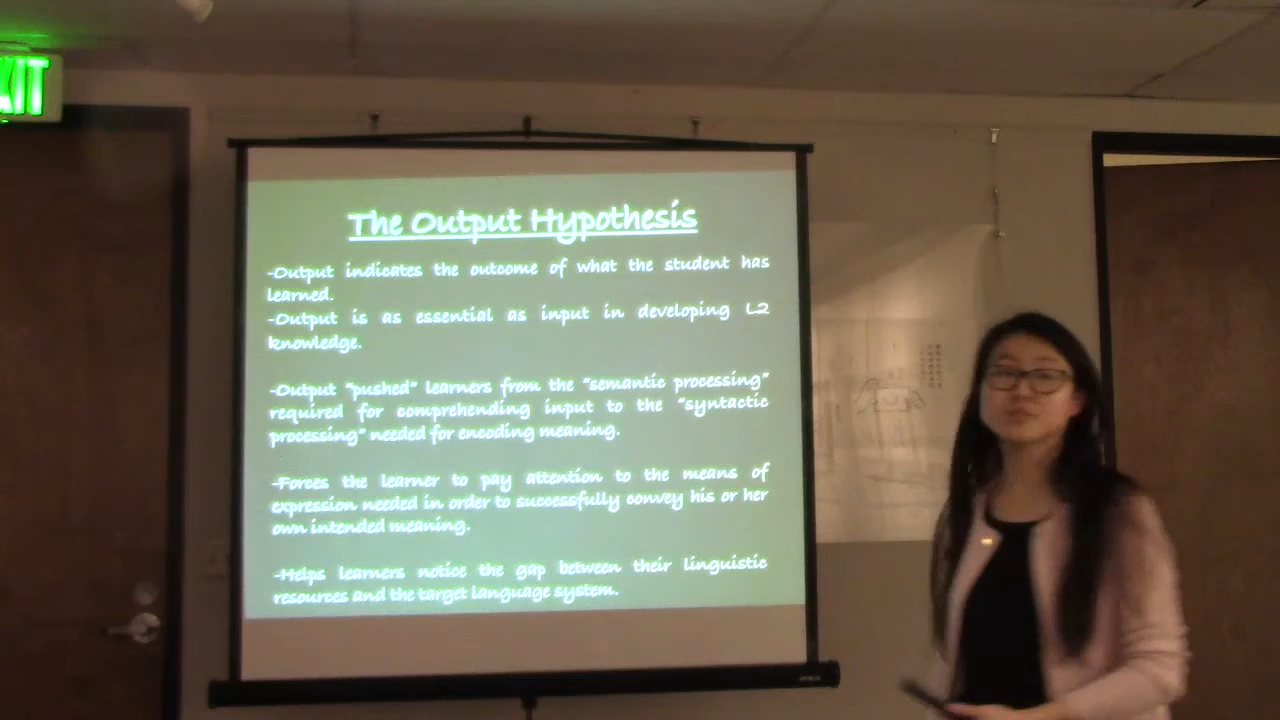 XIT
The Output Hypothesis
-Output indicates the outcome of what the student has
learned.
-Output is as essential as input in developing L2
knowledge.
-Output "pushed" learners from the "semantic processing"
required for comprehending input to the "syntactic
processing" needed for encoding meaning.
-Forces the learner to pay attention to the means of
expression needed in order to successfully convey his or her
own intended meaning.
-Helps learners notice the gap between their linguistic
resources and the target language system.